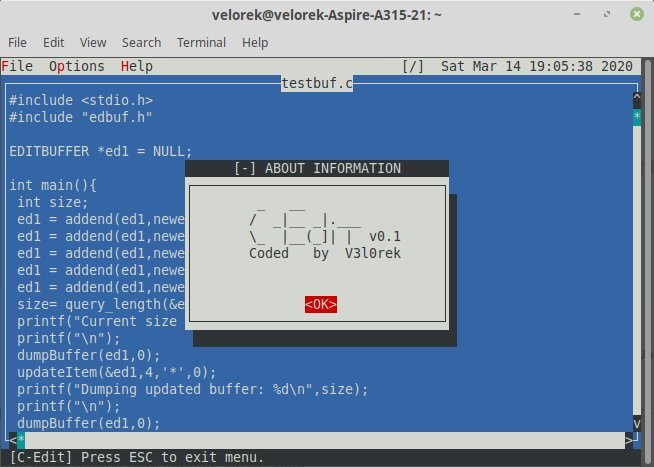 velorek@velorek-Aspire-A315-21: ~
File Edit View Search Terminal Help
File Options Help [/] Sat Mar 14 19:05:38 2020
testbuf.c
#include <stdio.h>
#include "edbuf.h"
EDITBUFFER *ed1 = NULL;
[-] ABOUT INFORMATION
int main(){
 int size;
 ed1 = addend(ed1,newe
 ed1 = addend(ed1,newe
 ed1 = addend(ed1,newe
 ed1 = addend(ed1,newe
 ed1 = addend(ed1,newe
 size= query_length(&e
 printf("Current size
 printf("\n");
 _   __
/  _|__ _|.___
\_  |__(_]| |  v0.1
Coded   by  V3l0rek
<OK>
 dumpBuffer(ed1,0);
 updateItem(&ed1,4,'*',0);
 printf("Dumping updated buffer: %d\n",size);
 printf("\n");
 dumpBuffer(ed1,0);
[C-Edit] Press ESC to exit menu.